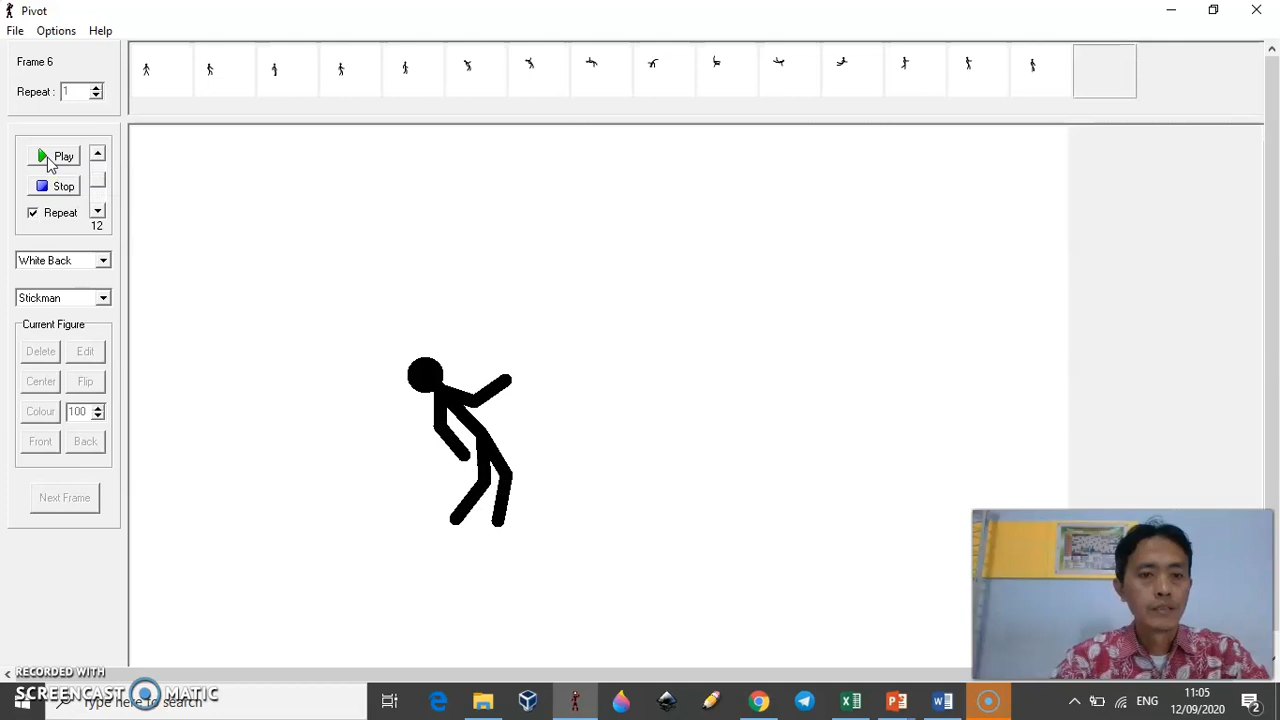 Pivot
File Options Help
Frame 6
Repeat : 1
Play
Stop
Repeat
12
White Back
Stickman
Current Figure
Delete Edit
Center Flip
Colour 100
Front Back
Next Frame
RECORDED WITH
SCREENCAST MATIC
Type here to search
ENG
11:05
12/09/2020
2